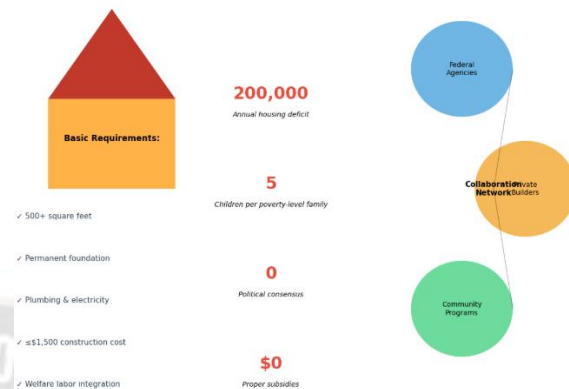 Basic Requirements:
✓ 500+ square feet
✓ Permanent foundation
✓ Plumbing & electricity
✓ ≤$1,500 construction cost
✓ Welfare labor integration
200,000
Annual housing deficit
5
Children per poverty-level family
0
Political consensus
$0
Proper subsidies
Federal
Agencies
Collaboration
Network
Private
Builders
Community
Programs